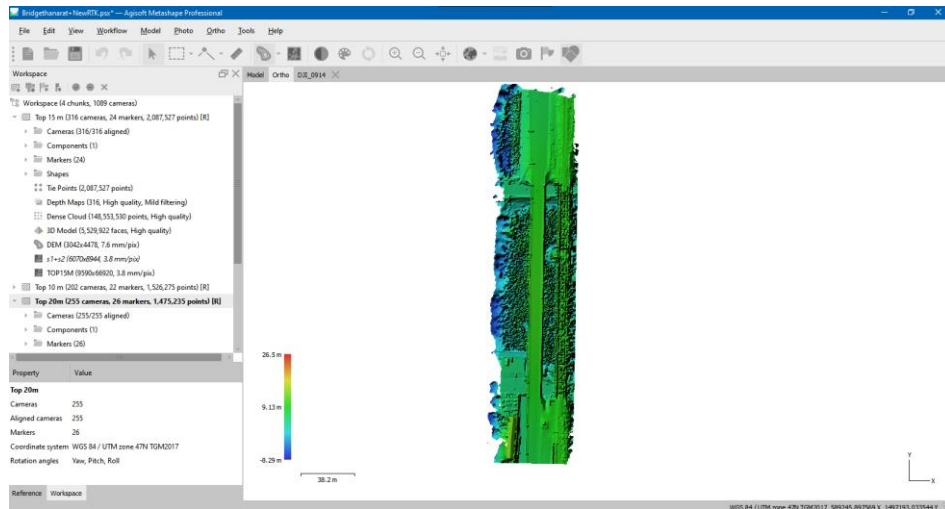 Bridgethanarat+NewRTK.psx* — Agisoft Metashape Professional
File Edit View Workflow Model Photo Ortho Tools Help
Workspace
Model Ortho DJI_0914
Workspace (4 chunks, 1089 cameras)
Top 15 m (316 cameras, 24 markers, 2,087,527 points) [R]
Cameras (316/316 aligned)
Components (1)
Markers (24)
Shapes
Tie Points (2,087,527 points)
Depth Maps (316, High quality, Mild filtering)
Dense Cloud (148,553,530 points, High quality)
3D Model (5,529,922 faces, High quality)
DEM (3042x4478, 7.6 mm/pix)
s1+s2 (6070x8944, 3.8 mm/pix)
TOP15M (9590x66920, 3.8 mm/pix)
Top 10 m (202 cameras, 22 markers, 1,526,275 points) [R]
Top 20m (255 cameras, 26 markers, 1,475,235 points) [R]
Cameras (255/255 aligned)
Components (1)
Markers (26)
Property Value
Top 20m
Cameras 255
Aligned cameras 255
Markers 26
Coordinate system WGS 84 / UTM zone 47N TGM2017
Rotation angles Yaw, Pitch, Roll
Reference Workspace
26.5 m
9.13 m
-8.29 m
38.2 m
Y
X
WGS 84 / UTM zone 47N TGM2017